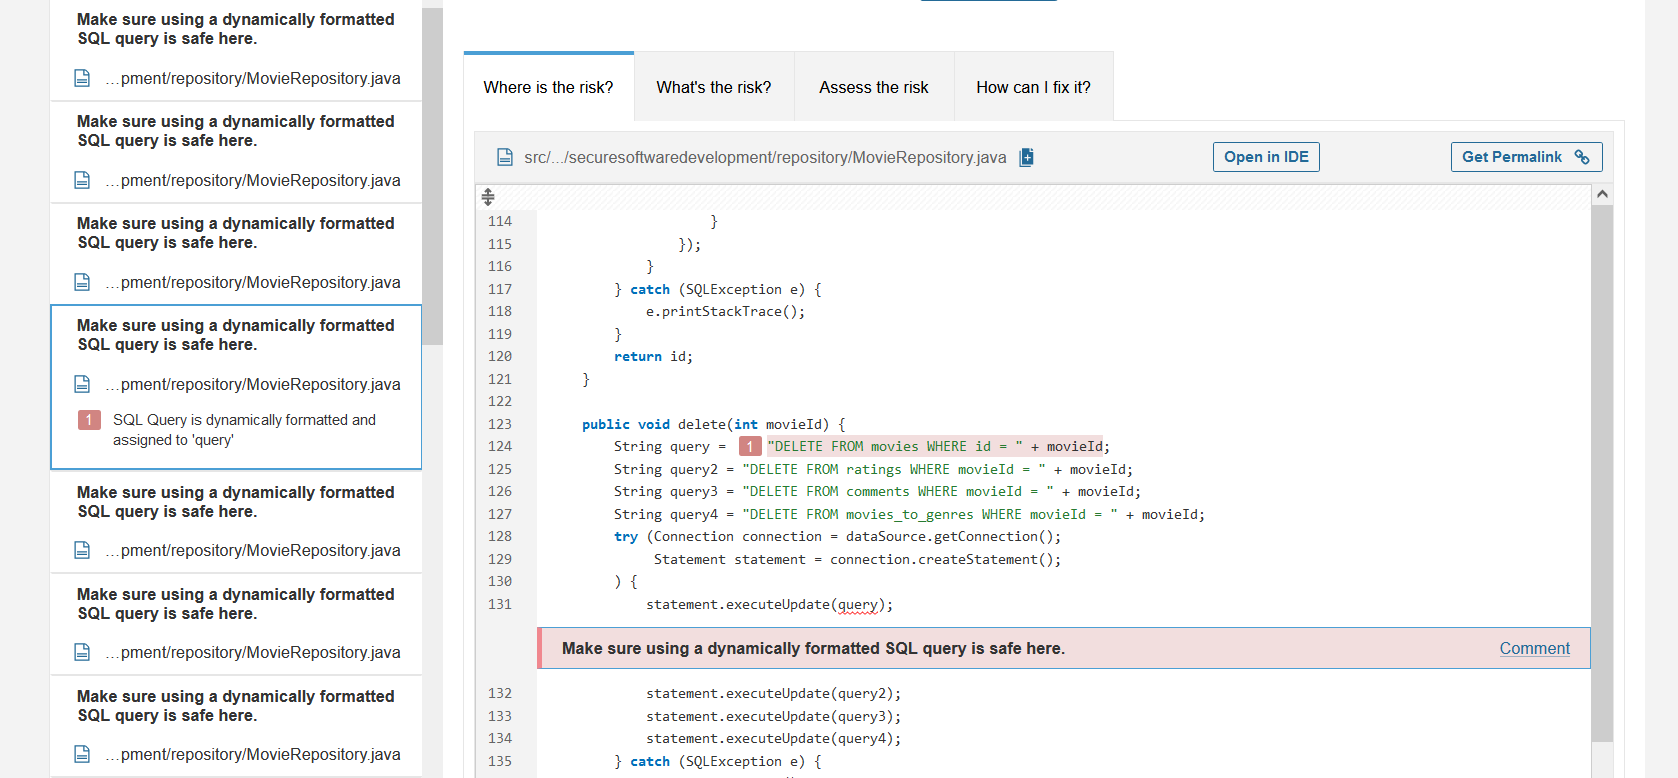 Make sure using a dynamically formatted
SQL query is safe here.
...pment/repository/MovieRepository.java
Make sure using a dynamically formatted
SQL query is safe here.
...pment/repository/MovieRepository.java
Make sure using a dynamically formatted
SQL query is safe here.
...pment/repository/MovieRepository.java
Make sure using a dynamically formatted
SQL query is safe here.
...pment/repository/MovieRepository.java
1 SQL Query is dynamically formatted and
assigned to 'query'
Make sure using a dynamically formatted
SQL query is safe here.
...pment/repository/MovieRepository.java
Make sure using a dynamically formatted
SQL query is safe here.
...pment/repository/MovieRepository.java
Make sure using a dynamically formatted
SQL query is safe here.
...pment/repository/MovieRepository.java
Where is the risk? What's the risk? Assess the risk How can I fix it?
src/.../securesoftwaredevelopment/repository/MovieRepository.java Open in IDE Get Permalink
114 }
115 });
116 }
117 } catch (SQLException e) {
118 e.printStackTrace();
119 }
120 return id;
121 }
122
123 public void delete(int movieId) {
124 String query = 1 "DELETE FROM movies WHERE id = " + movieId;
125 String query2 = "DELETE FROM ratings WHERE movieId = " + movieId;
126 String query3 = "DELETE FROM comments WHERE movieId = " + movieId;
127 String query4 = "DELETE FROM movies_to_genres WHERE movieId = " + movieId;
128 try (Connection connection = dataSource.getConnection();
129 Statement statement = connection.createStatement();
130 ) {
131 statement.executeUpdate(query);
Make sure using a dynamically formatted SQL query is safe here. Comment
132 statement.executeUpdate(query2);
133 statement.executeUpdate(query3);
134 statement.executeUpdate(query4);
135 } catch (SQLException e) {